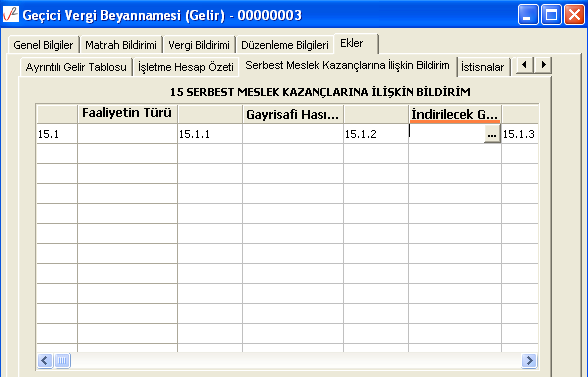 Geçici Vergi Beyannamesi (Gelir) - 00000003
Genel Bilgiler Matrah Bildirimi Vergi Bildirimi Düzenleme Bilgileri Ekler
Ayrıntılı Gelir Tablosu İşletme Hesap Özeti Serbest Meslek Kazançlarına İlişkin Bildirim İstisnalar
15 SERBEST MESLEK KAZANÇLARINA İLİŞKİN BİLDİRİM
Faaliyetin Türü Gayrisafi Hası... İndirilecek G...
15.1 15.1.1 15.1.2 ... 15.1.3